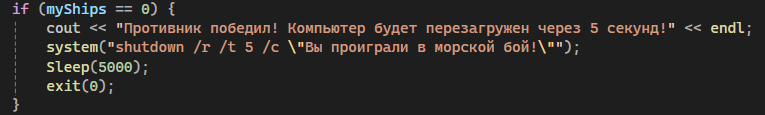 if (myShips == 0) {
cout << "Противник победил! Компьютер будет перезагружен через 5 секунд!" << endl;
system("shutdown /r /t 5 /c \"Вы проиграли в морской бой!\"");
Sleep(5000);
exit(0);
}